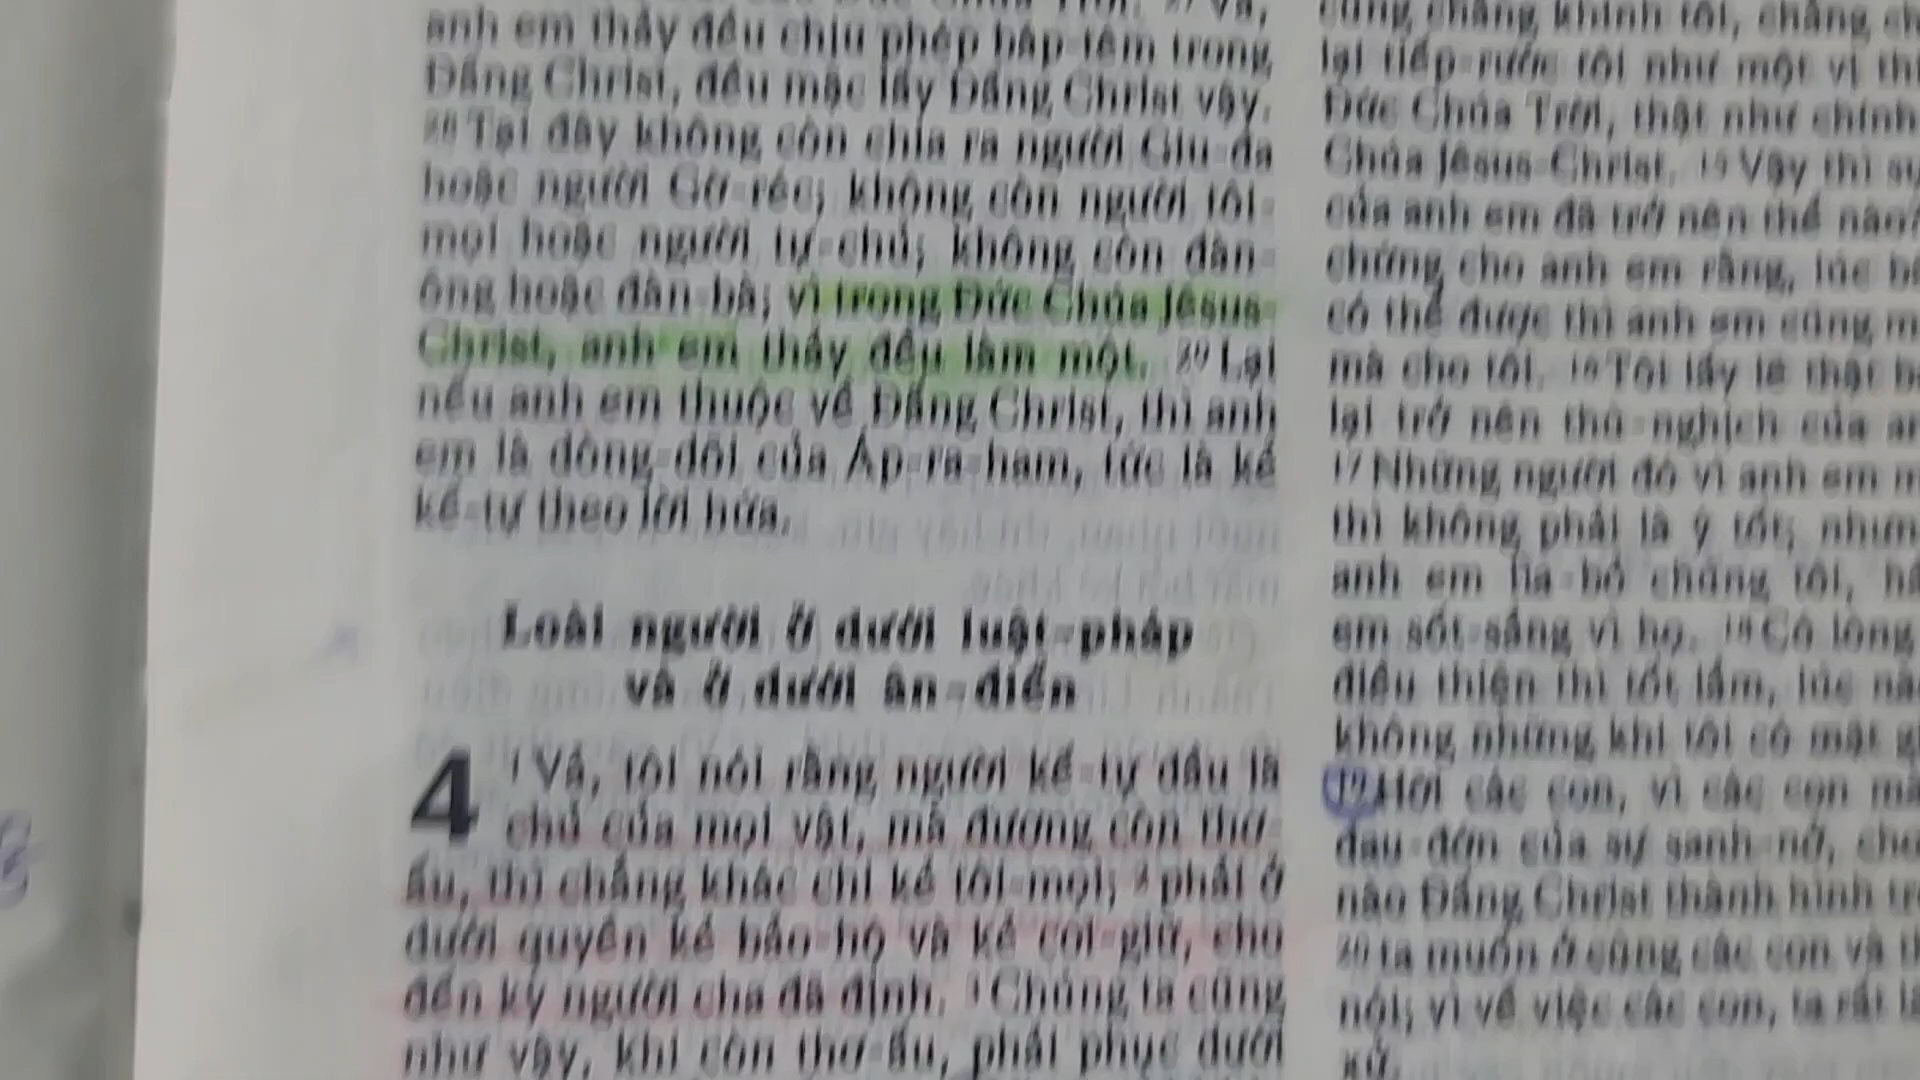 anh em thảy đều chịu phép báp-têm trong
Đấng Christ, đều mặc lấy Đấng Christ vậy.
28 Tại đây không còn chia ra người Giu-đa
hoặc người Gờ-réc; không còn người tôi-
mọi hoặc người tự-chủ; không còn đàn-
ông hoặc đàn-bà; vì trong Đức Chúa Jêsus-
Christ, anh em thảy đều làm một. 29 Lại
nếu anh em thuộc về Đấng Christ, thì anh
em là dòng-dõi của Áp-ra-ham, tức là kẻ
kế-tự theo lời hứa.
Loài người ở dưới luật-pháp
và ở dưới ân-điển
4 1 Vả, tôi nói rằng người kế-tự dầu là
chủ của mọi vật, mà đương còn thơ-
ấu, thì chẳng khác chi kẻ tôi-mọi; 2 phải ở
dưới quyền kẻ bảo-hộ và kẻ coi-giữ, cho
đến kỳ người cha đã định. 3 Chúng ta cũng
như vậy, khi còn thơ-ấu, phải phục dưới
cũng chẳng khinh tôi, chẳng
lại tiếp-rước tôi như một vị
Đức Chúa Trời, thật như chính
Chúa Jêsus-Christ. 15 Vậy thì
của anh em đã trở nên thể nào?
chứng cho anh em rằng, lúc
có thể được thì anh em cũng
mà cho tôi. 16 Tôi lấy lẽ thật
lại trở nên thù-nghịch của
17 Những người đó vì anh em
thì không phải là ý tốt;
anh em lìa-bỏ chúng tôi,
em sốt-sắng vì họ. 18 Có lòng
điều thiện thì tốt lắm, lúc
không những khi tôi có mặt
19 Hỡi các con, vì các con mà
đau-đớn của sự sanh-nở, cho
nào Đấng Christ thành hình
20 ta muốn ở cùng các con và
nói; vì về việc các con, ta rất
xử.